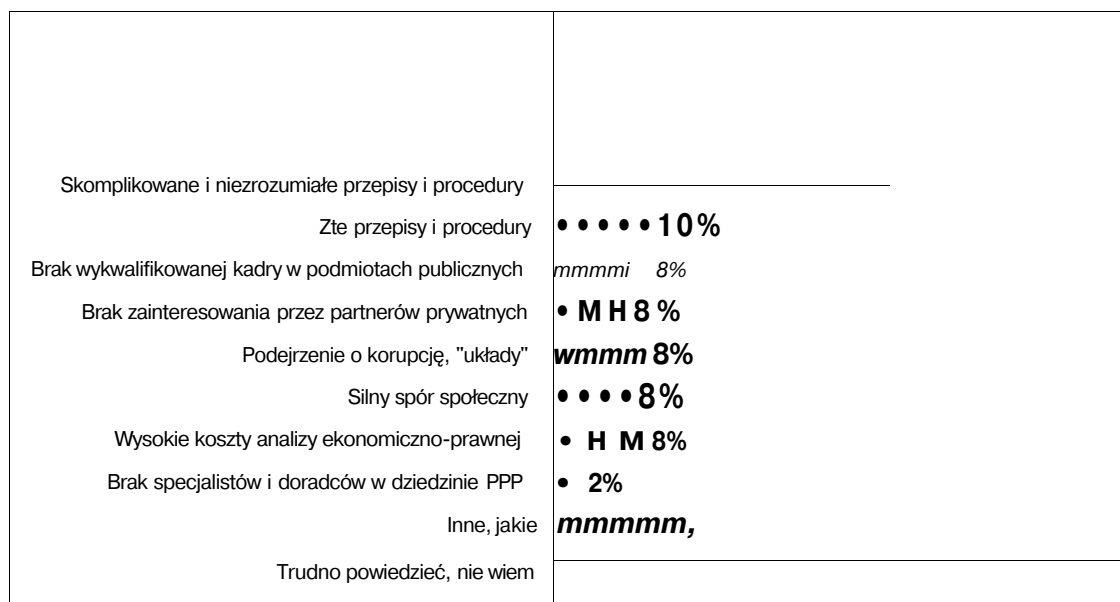 Skomplikowane i niezrozumiałe przepisy i procedury
Zte przepisy i procedury •••••10%
Brak wykwalifikowanej kadry w podmiotach publicznych mmmmi 8%
Brak zainteresowania przez partnerów prywatnych • M H 8 %
Podejrzenie o korupcję, "układy" wmmm 8%
Silny spór społeczny ••••8%
Wysokie koszty analizy ekonomiczno-prawnej • H M 8%
Brak specjalistów i doradców w dziedzinie PPP • 2%
Inne, jakie mmmmm,
Trudno powiedzieć, nie wiem